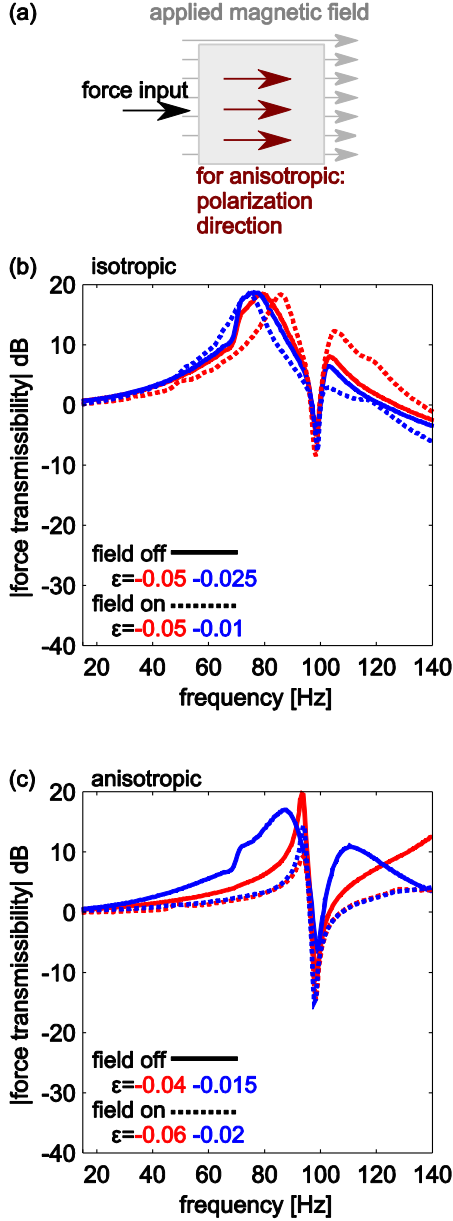 (a)
applied magnetic field
force input
for anisotropic:
polarization
direction
(b) isotropic
20
10
0
-10
-20
-30
-40
|force transmissibility| dB
field off
ε=-0.05 -0.025
field on
ε=-0.05 -0.01
20 40 60 80 100 120 140
frequency [Hz]
(c) anisotropic
20
10
0
-10
-20
-30
-40
|force transmissibility| dB
field off
ε=-0.04 -0.015
field on
ε=-0.06 -0.02
20 40 60 80 100 120 140
frequency [Hz]